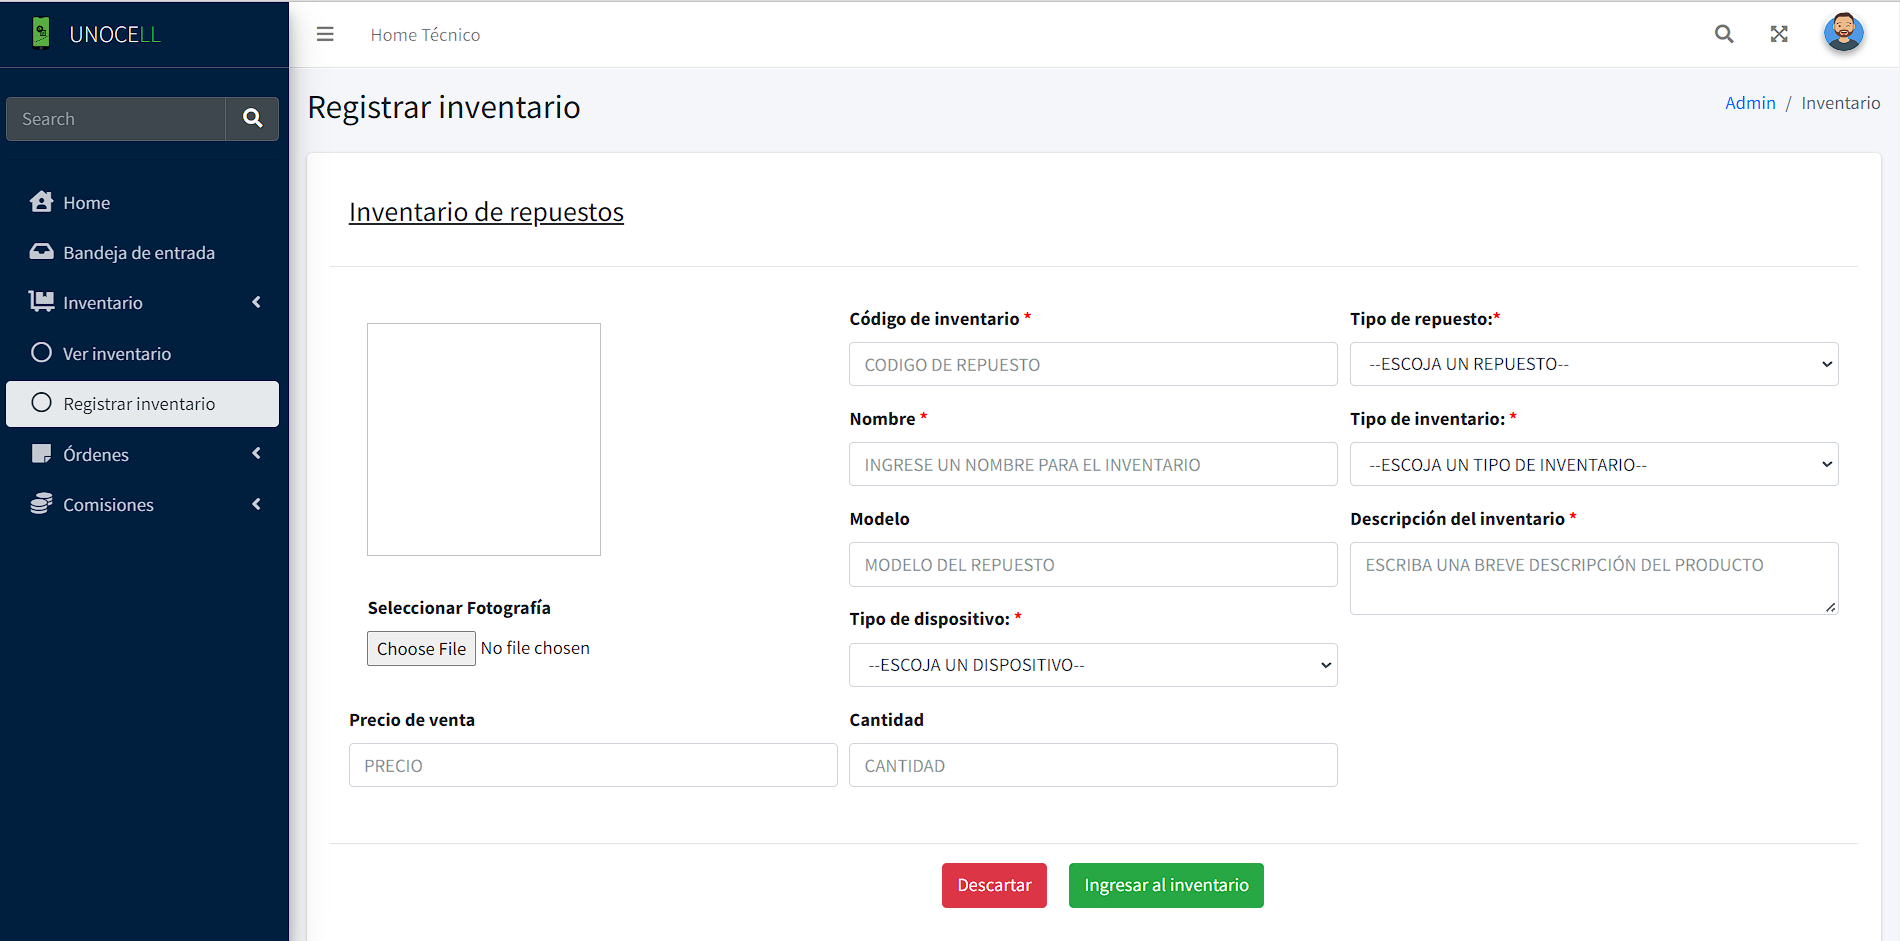 UNOCELL
Home Técnico
Search
Home
Bandeja de entrada
Inventario
Ver inventario
Registrar inventario
Órdenes
Comisiones
Registrar inventario
Admin / Inventario
Inventario de repuestos
Seleccionar Fotografía
Choose File No file chosen
Código de inventario *
CODIGO DE REPUESTO
Tipo de repuesto:*
--ESCOJA UN REPUESTO--
Nombre *
INGRESE UN NOMBRE PARA EL INVENTARIO
Tipo de inventario: *
--ESCOJA UN TIPO DE INVENTARIO--
Modelo
MODELO DEL REPUESTO
Descripción del inventario *
ESCRIBA UNA BREVE DESCRIPCIÓN DEL PRODUCTO
Tipo de dispositivo: *
--ESCOJA UN DISPOSITIVO--
Precio de venta
PRECIO
Cantidad
CANTIDAD
Descartar
Ingresar al inventario